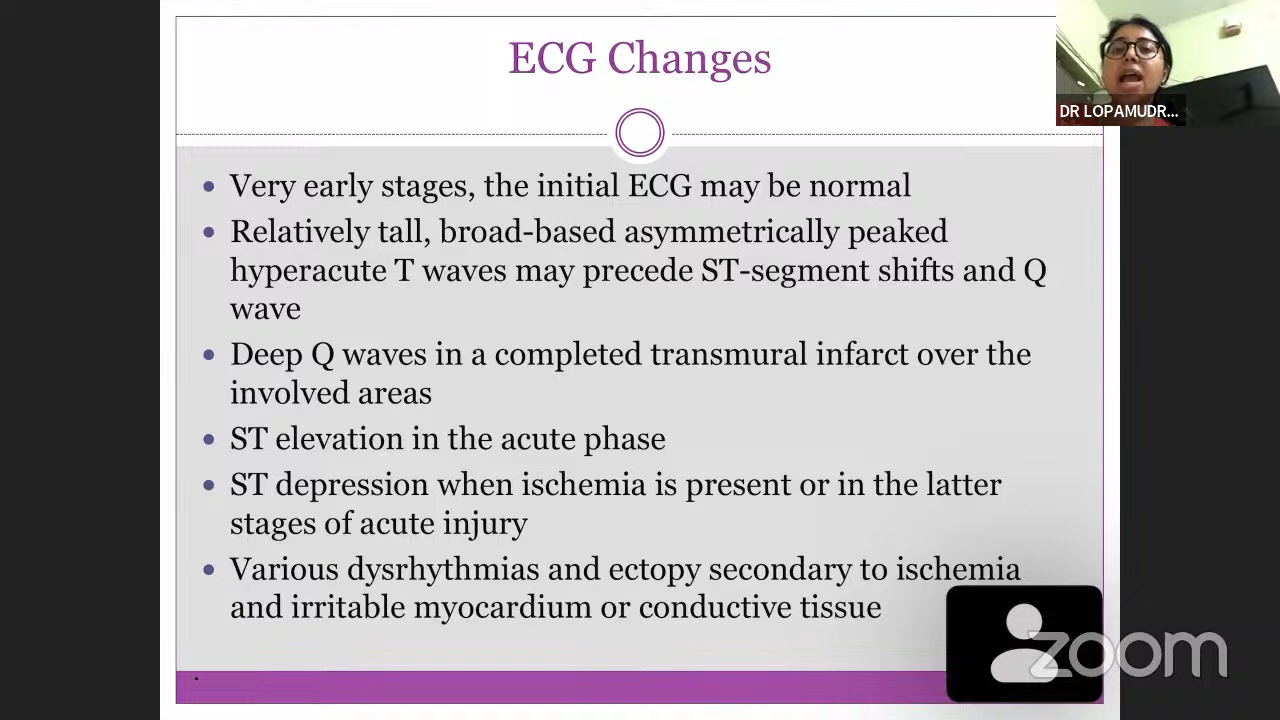 ECG Changes
DR LOPAMUDR...
• Very early stages, the initial ECG may be normal
• Relatively tall, broad-based asymmetrically peaked
hyperacute T waves may precede ST-segment shifts and Q
wave
• Deep Q waves in a completed transmural infarct over the
involved areas
• ST elevation in the acute phase
• ST depression when ischemia is present or in the latter
stages of acute injury
• Various dysrhythmias and ectopy secondary to ischemia
and irritable myocardium or conductive tissue
.
zoom